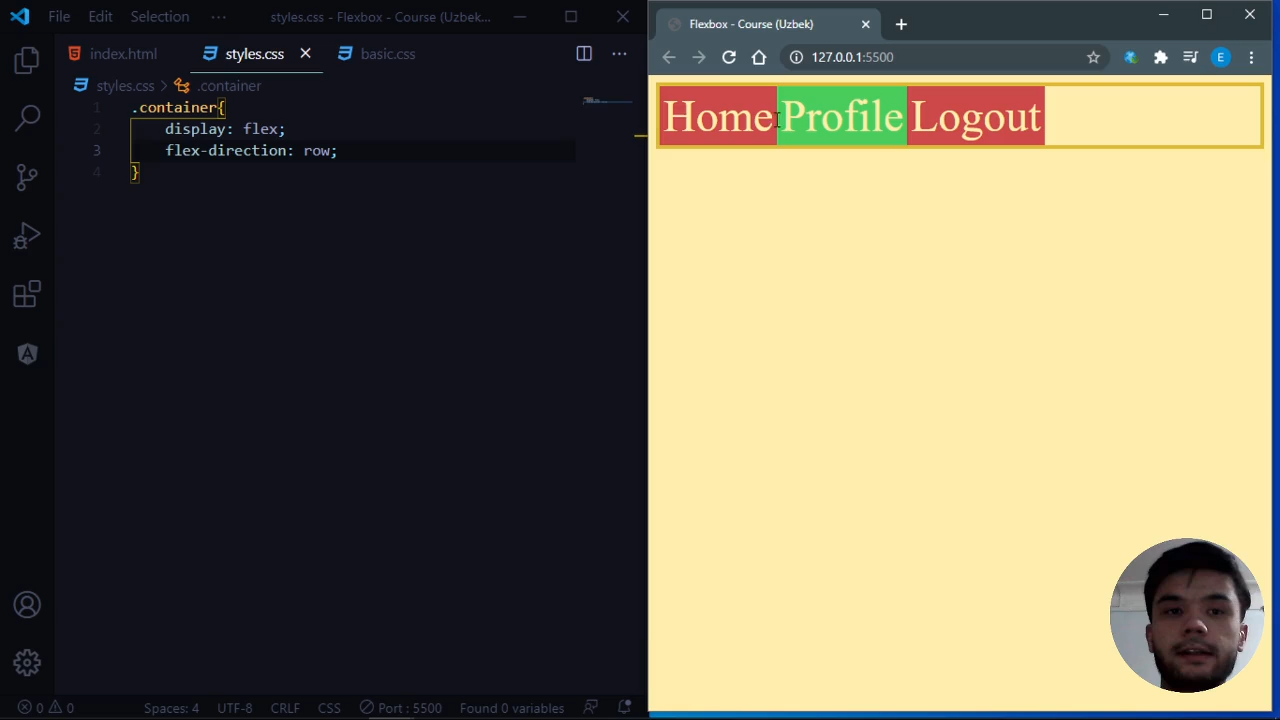 File Edit Selection ··· styles.css - Flexbox - Course (Uzbek...
index.html styles.css basic.css
styles.css > .container
1 .container{
2 display: flex;
3 flex-direction: row;
4 }
0 0 Spaces: 4 UTF-8 CRLF CSS Port : 5500 Found 0 variables
Flexbox - Course (Uzbek)
127.0.0.1:5500
E
Home Profile Logout